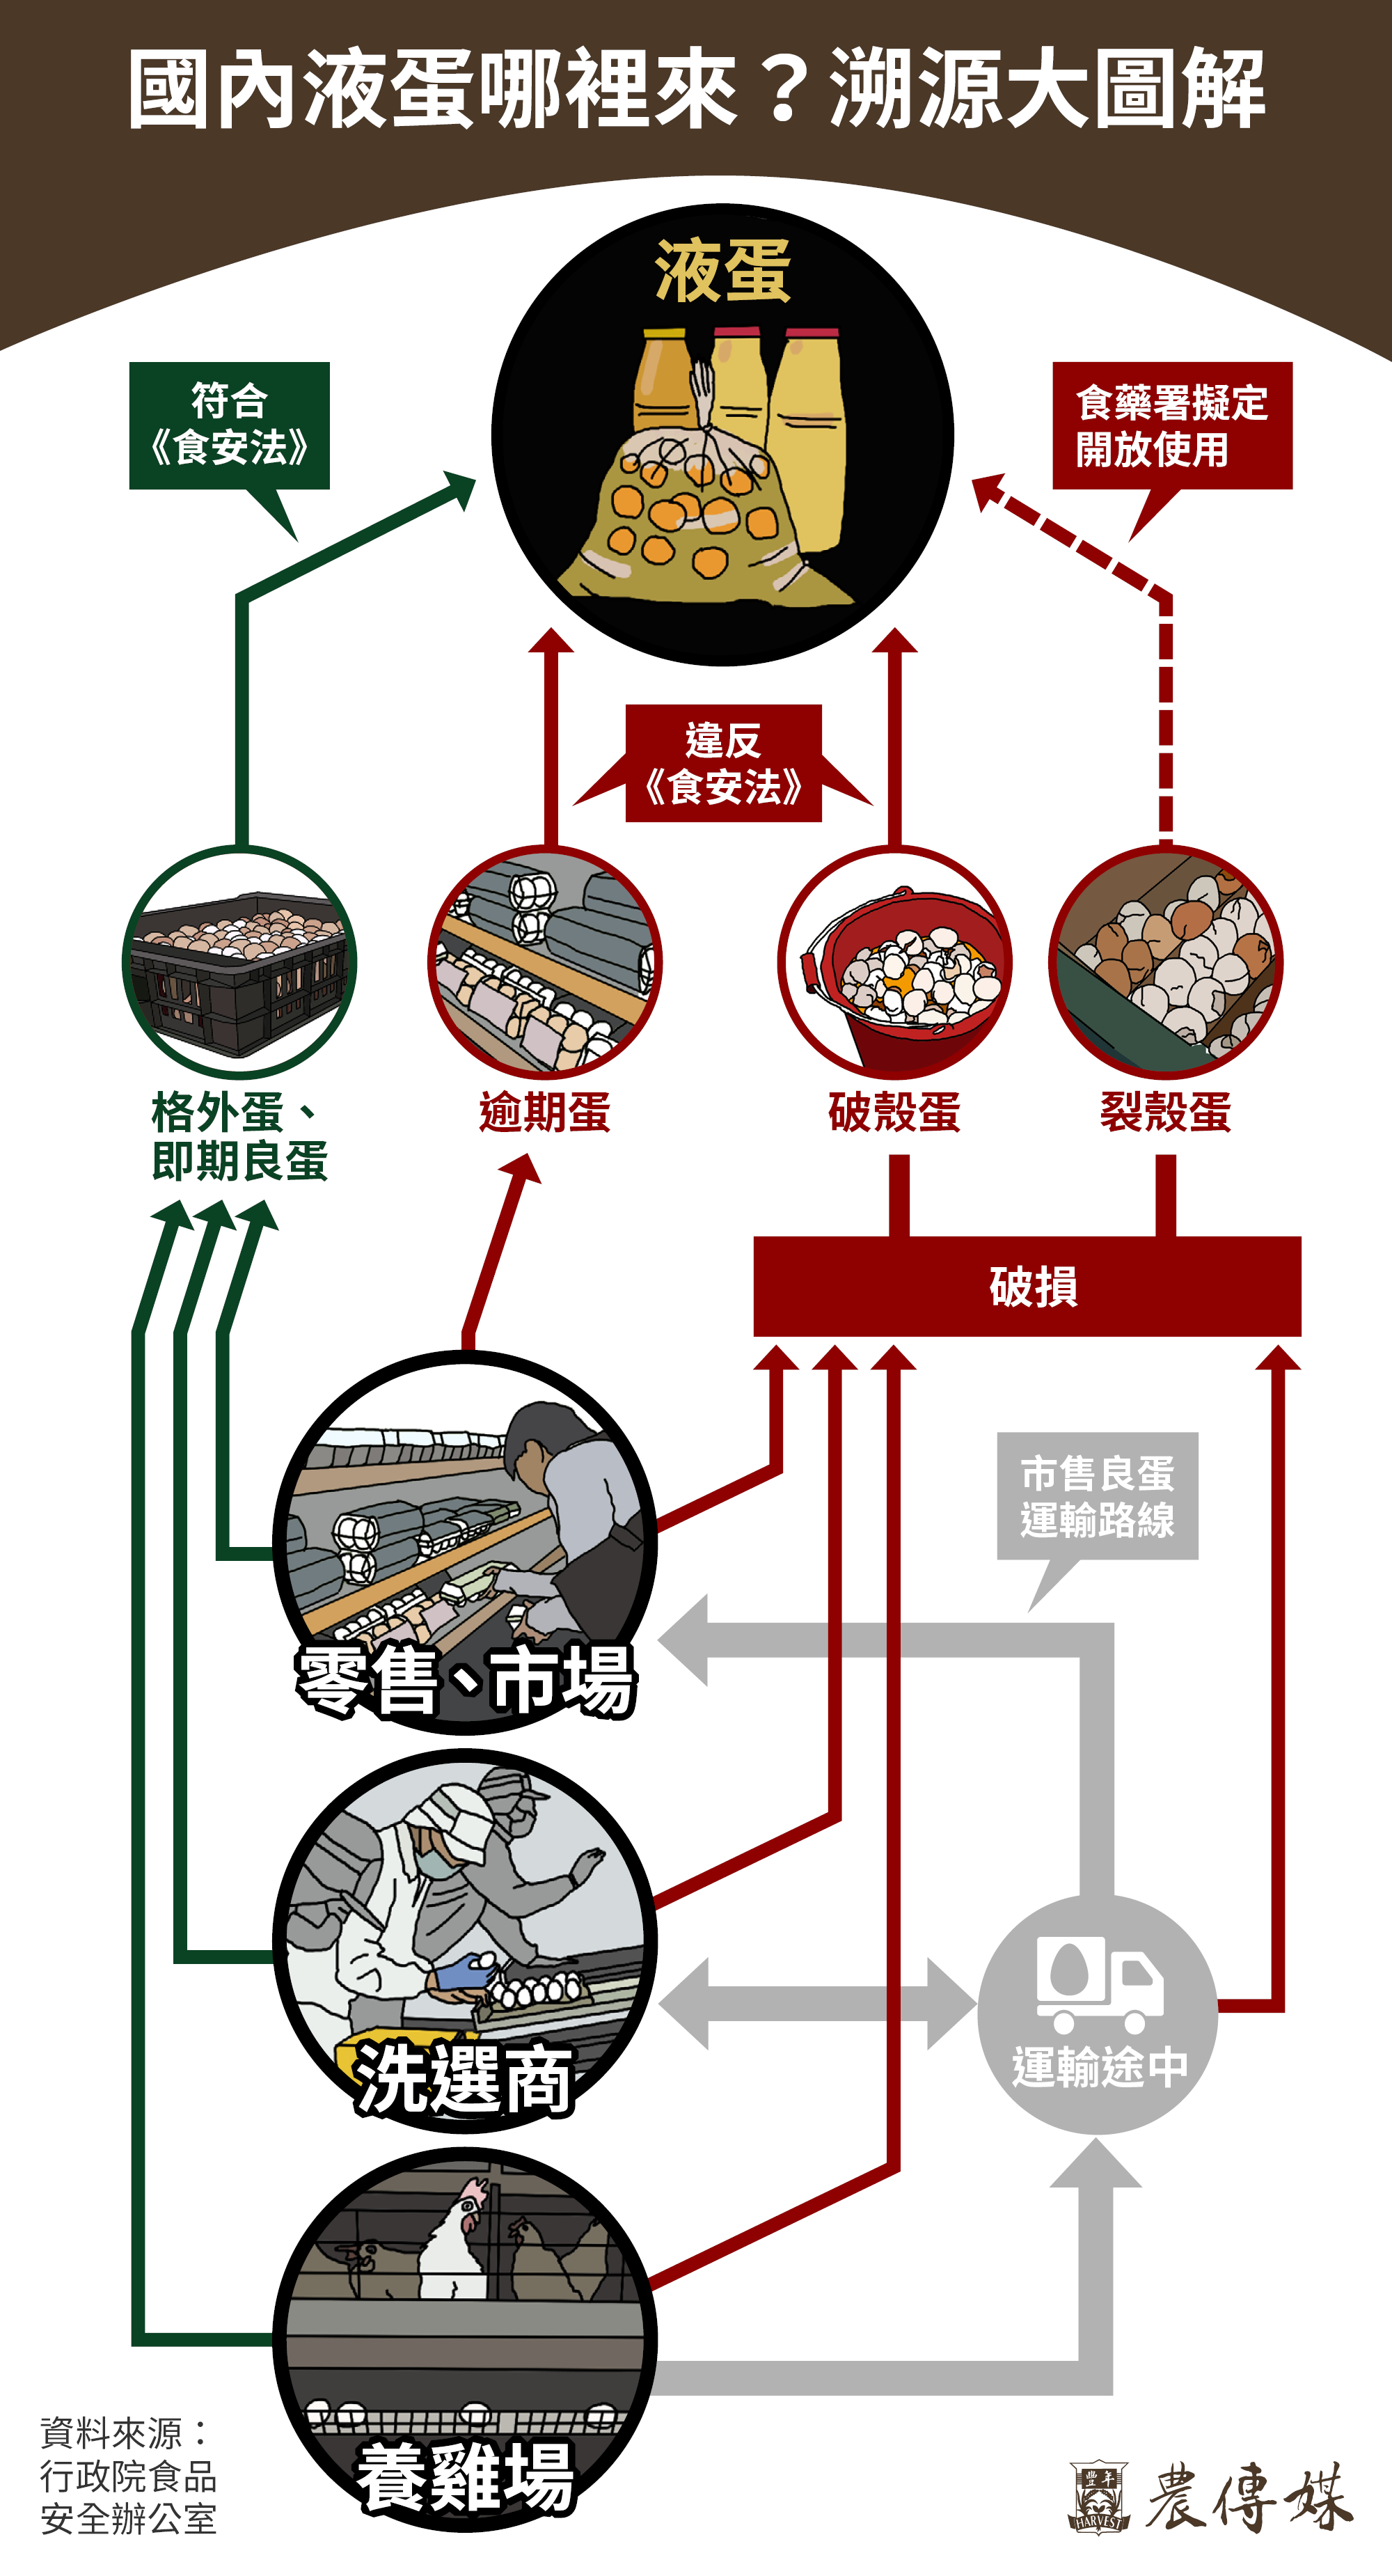 國內液蛋哪裡來？溯源大圖解
液蛋
符合
《食安法》
食藥署擬定
開放使用
違反
《食安法》
格外蛋、
即期良蛋
逾期蛋
破殼蛋
裂殼蛋
破損
市售良蛋
運輸路線
零售、市場
洗選商
運輸途中
養雞場
資料來源：
行政院食品
安全辦公室
豐年
HARVEST
農傳媒